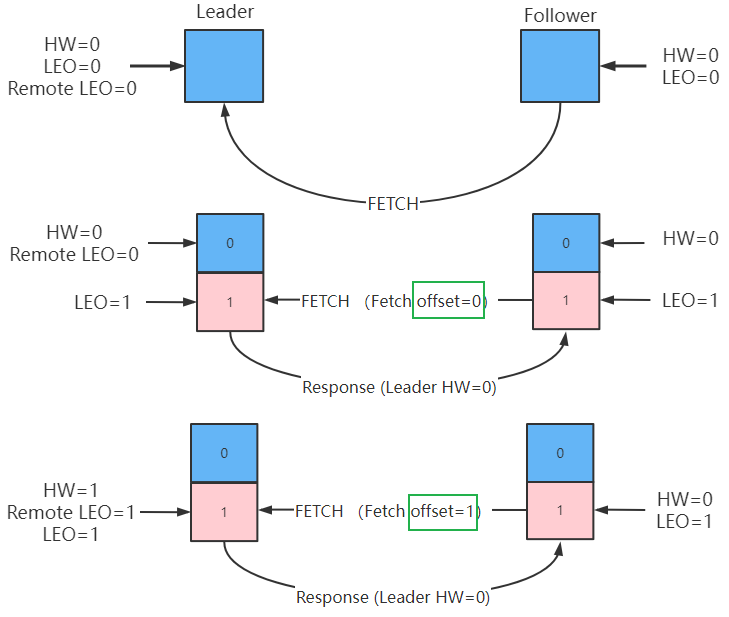 Leader
Follower
HW=0
LEO=0
Remote LEO=0
HW=0
LEO=0
FETCH
HW=0
Remote LEO=0
0
0
HW=0
LEO=1
1
FETCH (Fetch offset=0)
1
LEO=1
Response (Leader HW=0)
0
0
HW=1
Remote LEO=1
LEO=1
1
FETCH (Fetch offset=1)
1
HW=0
LEO=1
Response (Leader HW=0)